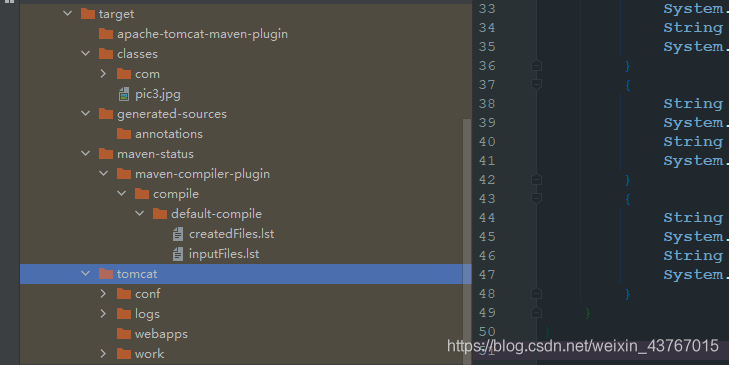 target
apache-tomcat-maven-plugin
classes
com
pic3.jpg
generated-sources
annotations
maven-status
maven-compiler-plugin
compile
default-compile
createdFiles.lst
inputFiles.lst
tomcat
conf
logs
webapps
work
33 System.
34 String
35 System.
36 }
37 {
38 String
39 System.
40 String
41 System.
42 }
43 {
44 String
45 System.
46 String
47 System.
48 }
49 }
50 }
https://blog.csdn.net/weixin_43767015